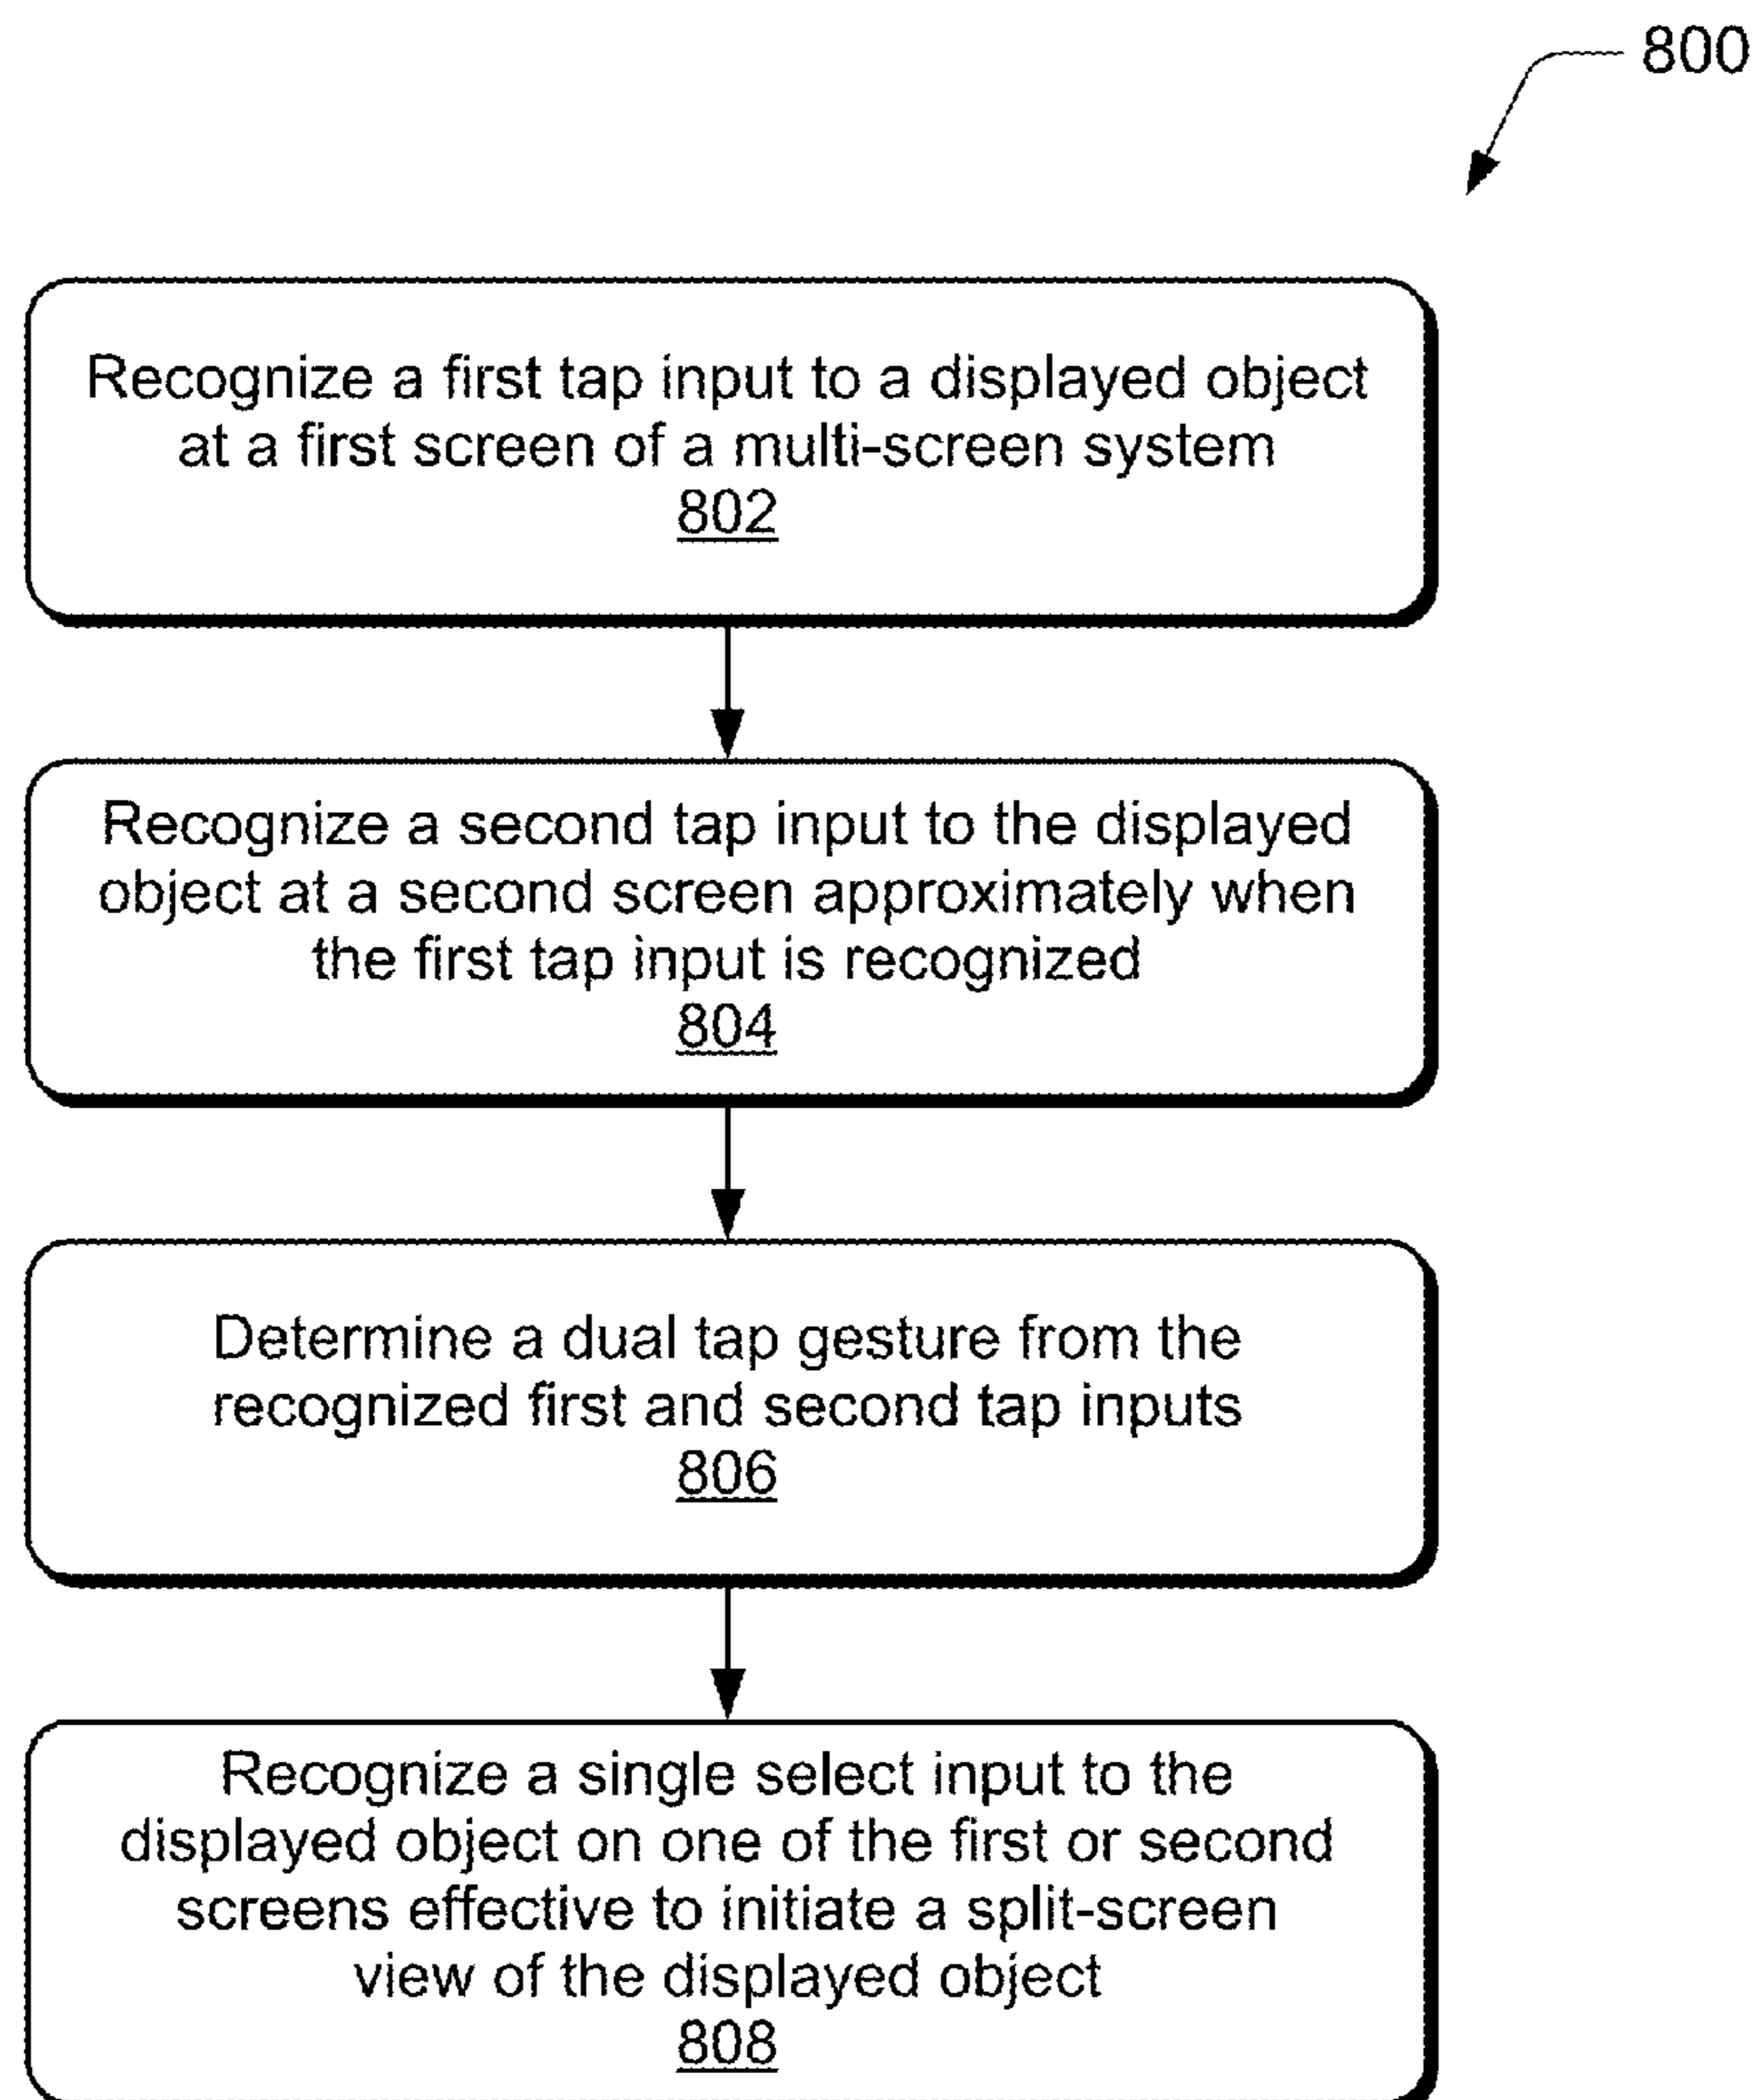 800
Recognize a first tap input to a displayed object
at a first screen of a multi-screen system
802
Recognize a second tap input to the displayed
object at a second screen approximately when
the first tap input is recognized
804
Determine a dual tap gesture from the
recognized first and second tap inputs
806
Recognize a single select input to the
displayed object on one of the first or second
screens effective to initiate a split-screen
view of the displayed object
808